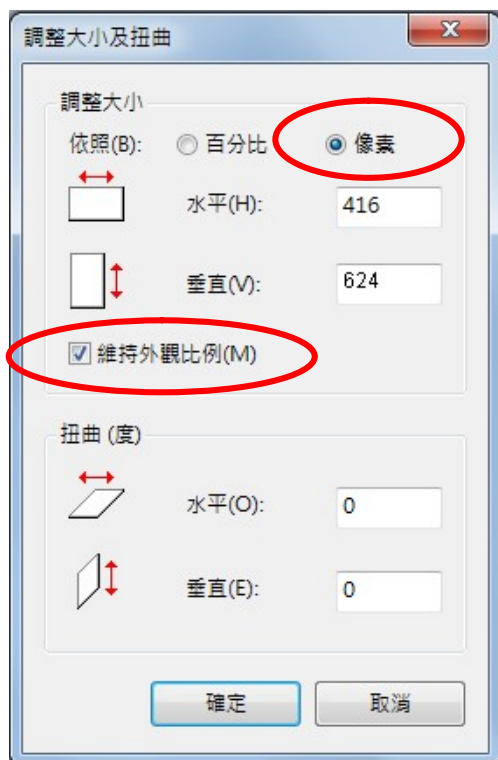 調整大小及扭曲
調整大小
依照(B): 百分比 像素
水平(H): 416
垂直(V): 624
維持外觀比例(M)
扭曲 (度)
水平(O): 0
垂直(E): 0
確定 取消